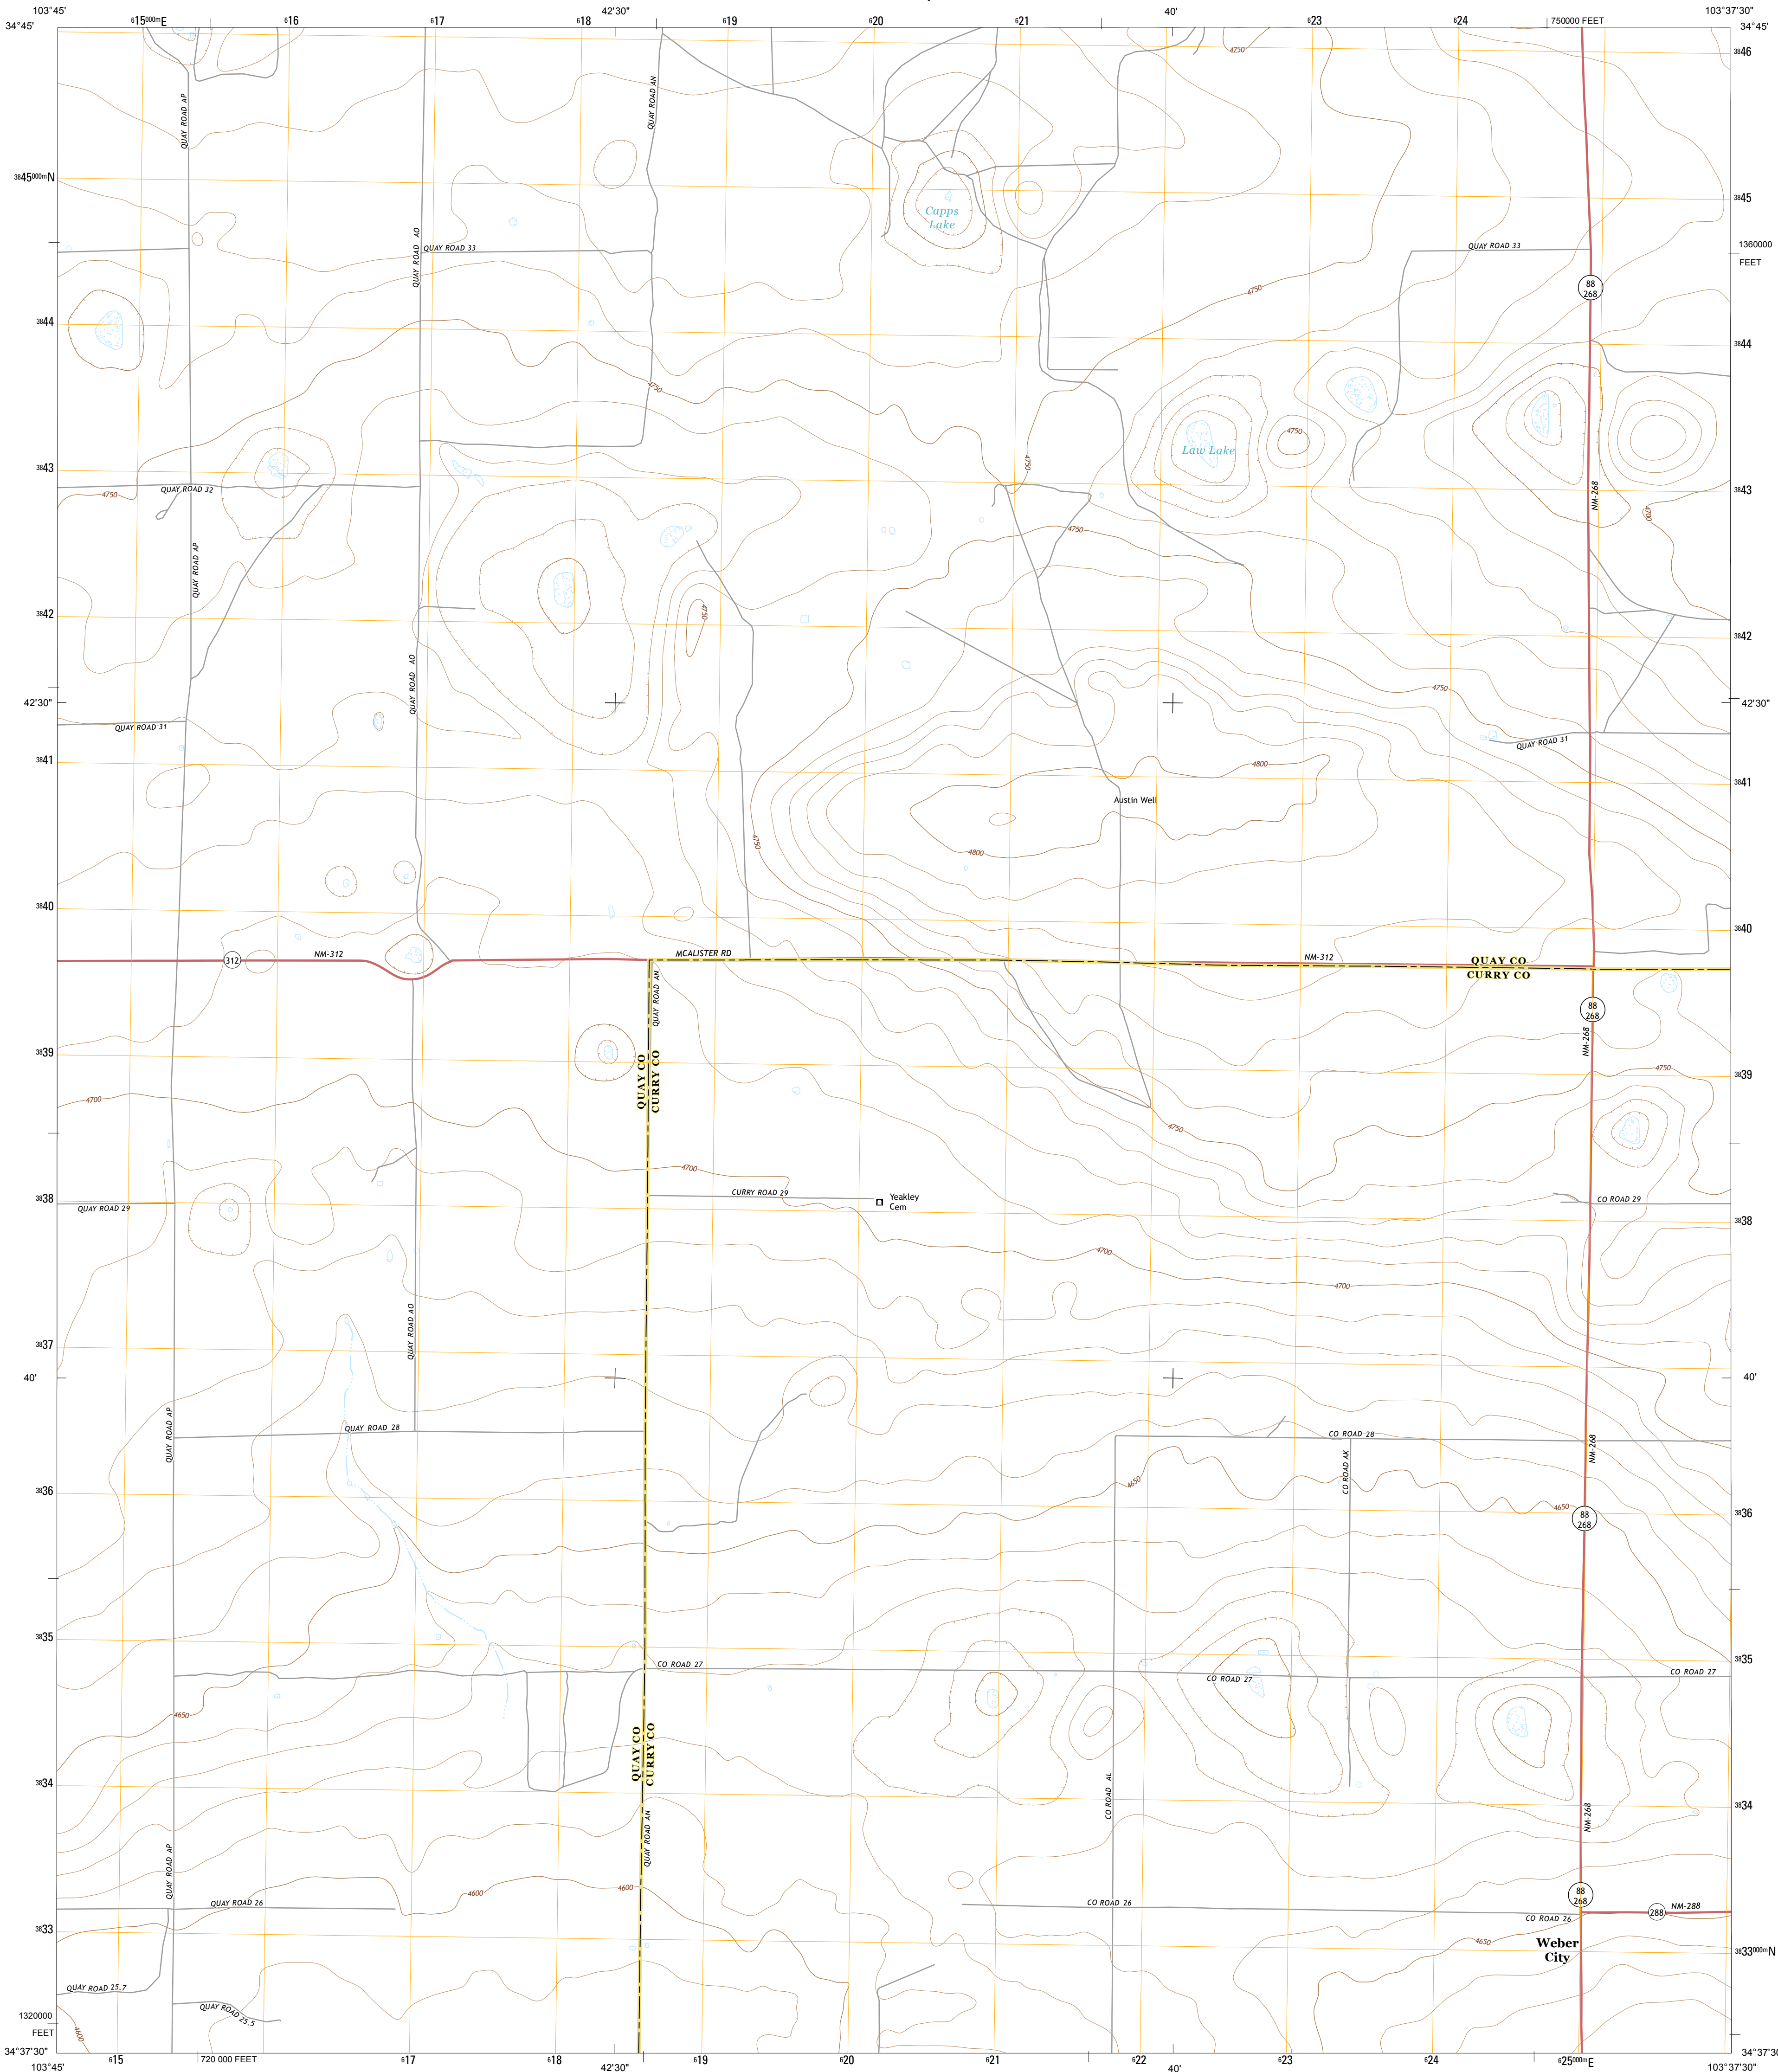 103°45'
615000mE
616
617
618
42'30"
619
620
621
40'
623
624
750000 FEET
103°37'30"
34°45'
34°45'
3846
4750
QUAY ROAD AP
QUAY ROAD AN
3845000mN
3845
Capps
Lake
QUAY ROAD AO
QUAY ROAD 33
QUAY ROAD 33
1360000
FEET
88
268
4750
3844
3844
4750
4750
Law Lake
4750
3843
3843
4750
QUAY ROAD 32
NM-268
4700
4750
QUAY ROAD AP
3842
3842
4750
QUAY ROAD AO
4750
42'30"
42'30"
QUAY ROAD 31
QUAY ROAD 31
3841
3841
4800
Austin Well
4750
4800
3840
3840
312
NM-312
MCALISTER RD
NM-312
QUAY CO
CURRY CO
QUAY ROAD AN
88
268
NM-268
3839
3839
QUAY CO
CURRY CO
4750
4700
4750
4700
3838
3838
QUAY ROAD 29
CURRY ROAD 29
Yeakley
Cem
CO ROAD 29
4700
4700
QUAY ROAD AO
3837
40'
40'
QUAY ROAD AP
QUAY ROAD 28
CO ROAD 28
CO ROAD AK
NM-268
4650
4650
3836
3836
88
268
3835
3835
CO ROAD 27
CO ROAD 27
CO ROAD 27
4650
QUAY CO
CURRY CO
3834
3834
CO ROAD AL
NM-268
QUAY ROAD AN
QUAY ROAD AP
4600
4600
88
268
QUAY ROAD 26
CO ROAD 26
CO ROAD 26
288
NM-288
3833
3833000mN
4650
Weber
City
QUAY ROAD 25.7
QUAY ROAD 25.5
1320000
FEET
4600
34°37'30"
34°37'30"
103°45'
615
720 000 FEET
617
618
42'30"
619
620
621
622
40'
623
624
625000mE
103°37'30"